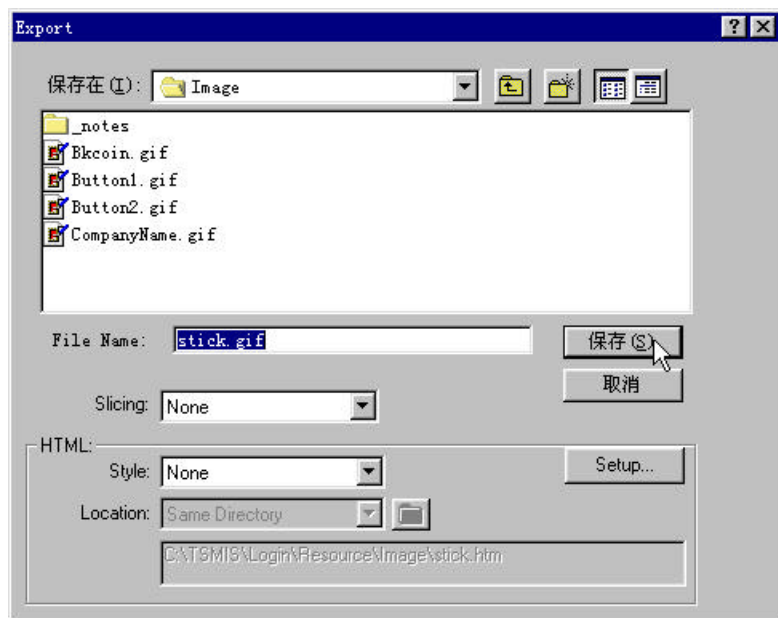 Export
保存在(I): Image
_notes
Bkcoin.gif
Button1.gif
Button2.gif
CompanyName.gif
File Name: stick.gif 保存(S)
取消
Slicing: None
HTML:
Style: None Setup...
Location: Same Directory
C:\TSMIS\Login\Resource\Image\stick.htm